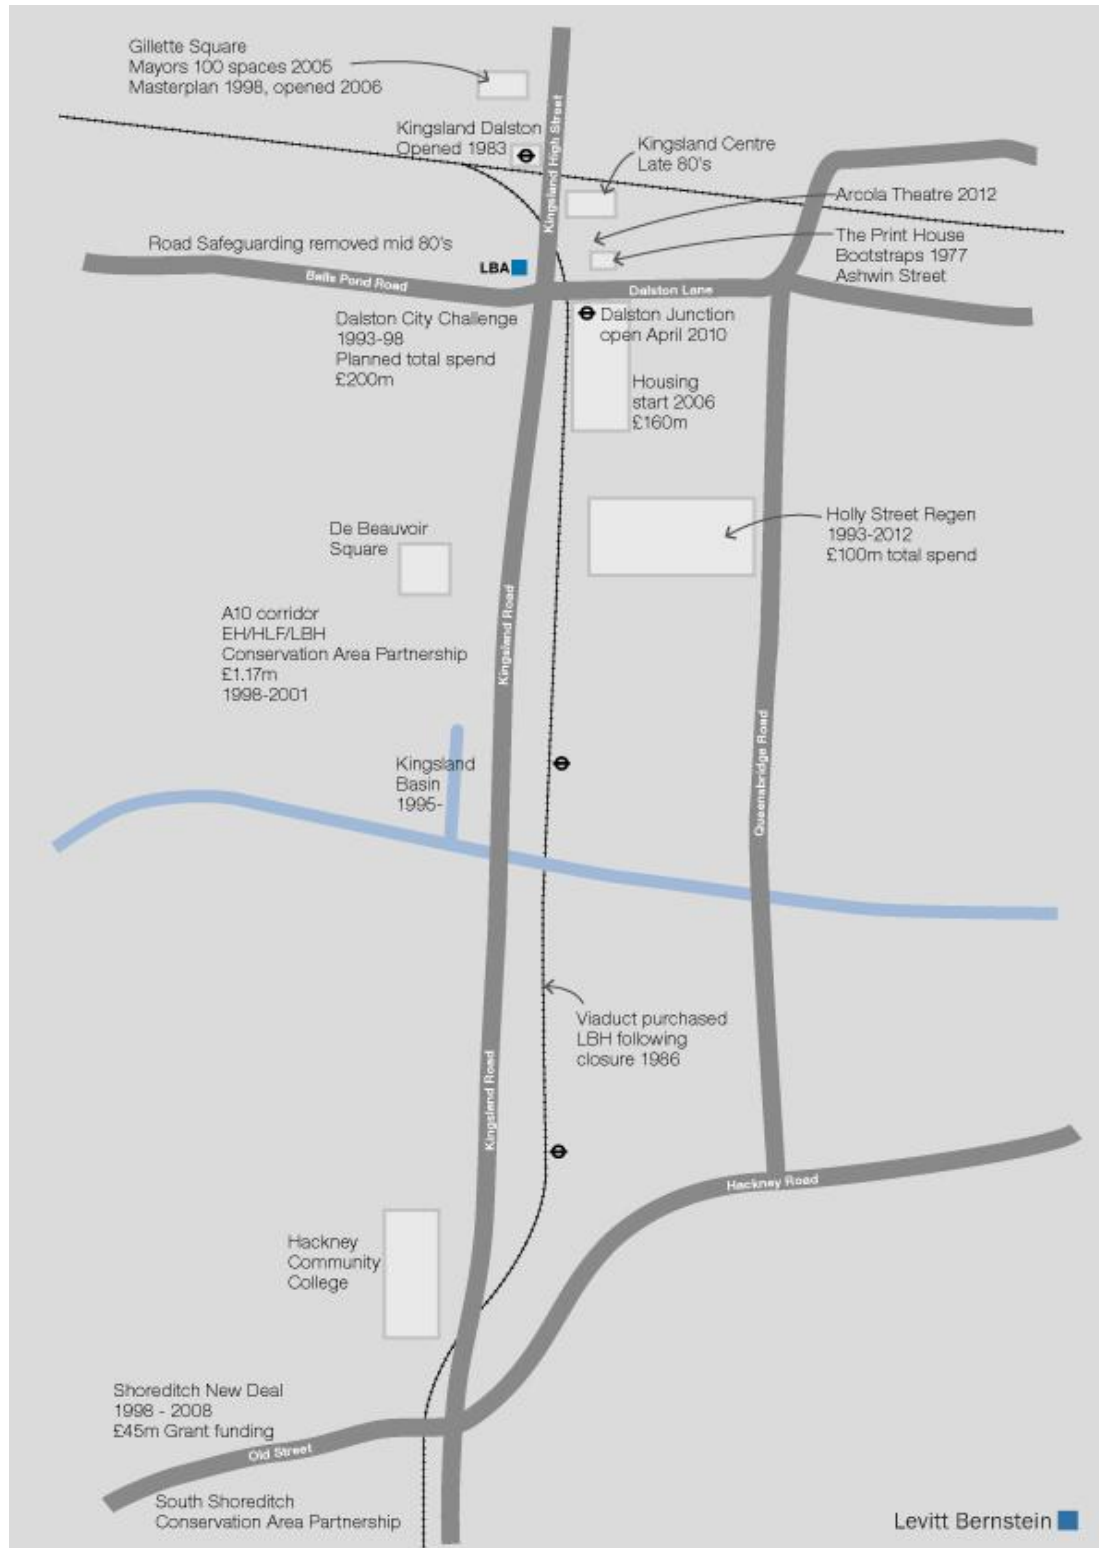 Gillette Square
Mayors 100 spaces 2005
Masterplan 1998, opened 2006
Kingsland High Street
Kingsland Dalston
Opened 1983
Kingsland Centre
Late 80's
Arcola Theatre 2012
The Print House
Bootstraps 1977
Ashwin Street
Road Safeguarding removed mid 80's
LBA
Balls Pond Road
Dalston Lane
Dalston City Challenge
1993-98
Planned total spend
£200m
Dalston Junction
open April 2010
Housing
start 2006
£160m
Holly Street Regen
1993-2012
£100m total spend
De Beauvoir
Square
A10 corridor
EH/HLF/LBH
Conservation Area Partnership
£1.17m
1998-2001
Kingsland Road
Queensbridge Road
Kingsland
Basin
1995-
Viaduct purchased
LBH following
closure 1986
Kingsland Road
Hackney Road
Hackney
Community
College
Shoreditch New Deal
1998 - 2008
£45m Grant funding
Old Street
South Shoreditch
Conservation Area Partnership
Levitt Bernstein